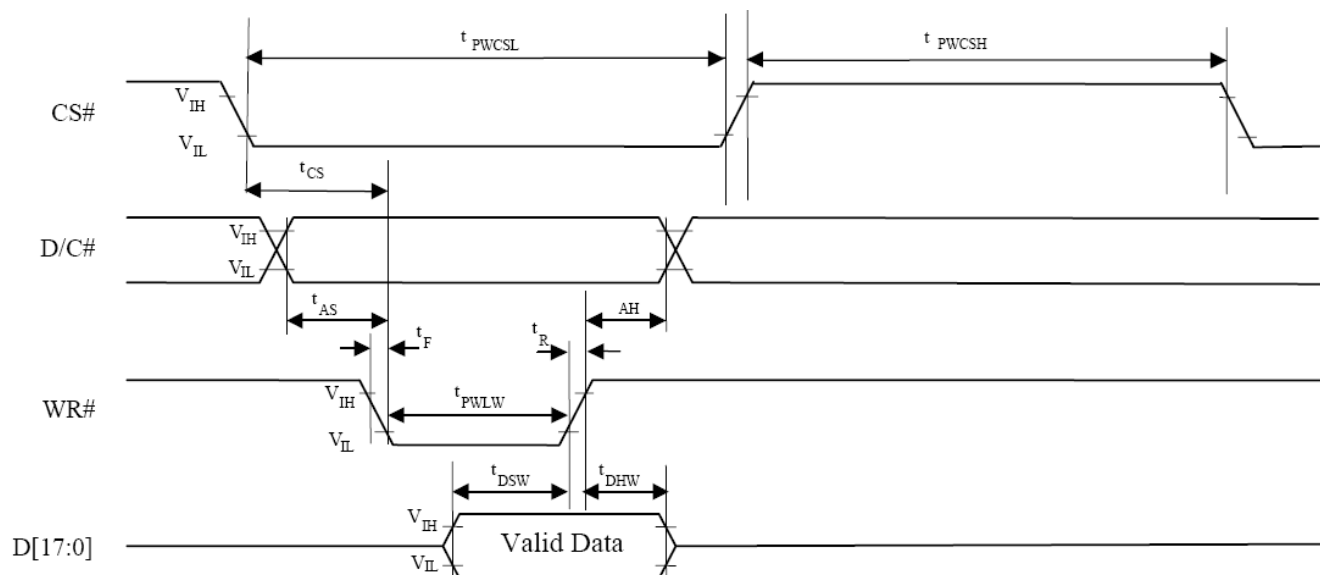 t PWCSL
t PWCSH
CS#
VIH
VIL
tCS
D/C#
VIH
VIL
tAS
tF
tR
AH
WR#
VIH
VIL
tPWLW
tDSW
tDHW
D[17:0]
VIH
VIL
Valid Data